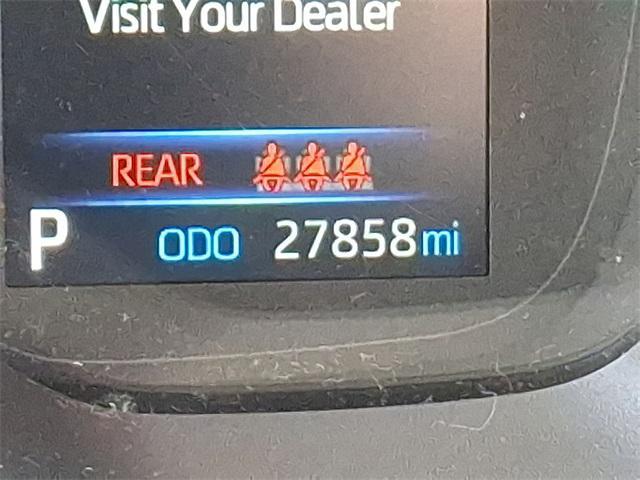 Visit Your Dealer
REAR
P ODO 27858 mi